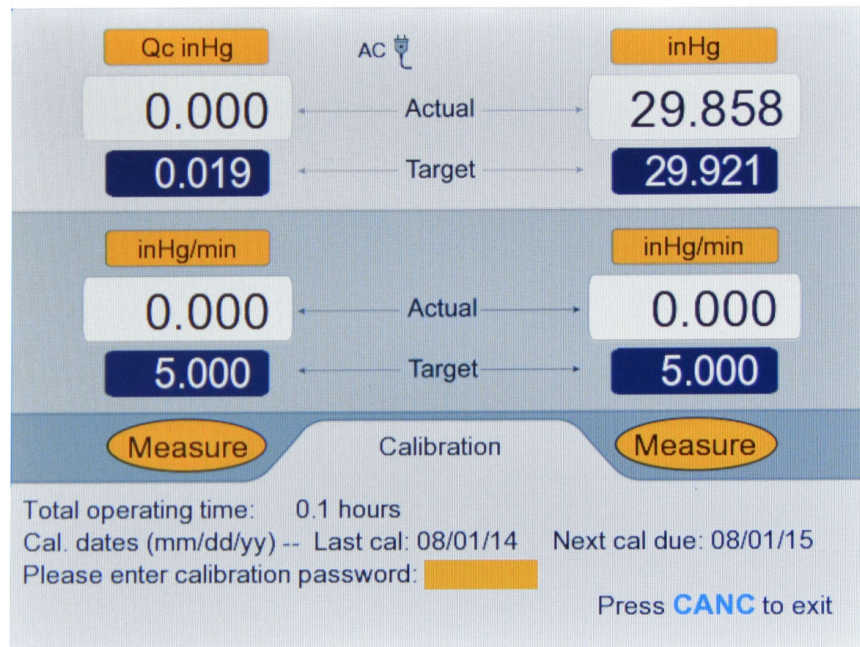 Qc inHg AC inHg
0.000 Actual 29.858
0.019 Target 29.921
inHg/min inHg/min
0.000 Actual 0.000
5.000 Target 5.000
Measure Calibration Measure
Total operating time: 0.1 hours
Cal. dates (mm/dd/yy) -- Last cal: 08/01/14 Next cal due: 08/01/15
Please enter calibration password:
Press CANC to exit